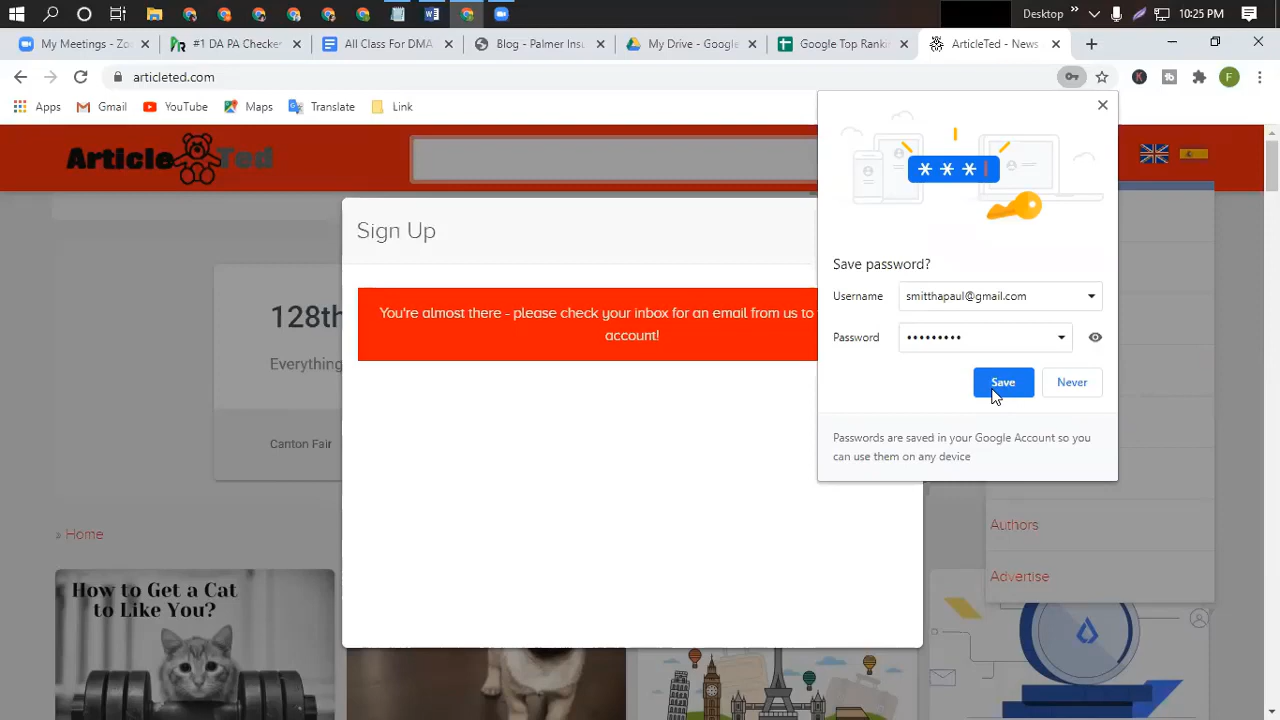 Desktop
10:25 PM
My Meetings - Zo
#1 DA PA Checke
All Class For DMA
Blog - Palmer Insu
My Drive - Google
Google Top Ranki
ArticleTed - News
articleted.com
K
F
Apps
Gmail
YouTube
Maps
Translate
Link
Article Ted
Sign Up
You're almost there - please check your inbox for an email from us to
account!
Save password?
Username
smitthapaul@gmail.com
Password
•••••••••
Save
Never
Passwords are saved in your Google Account so you
can use them on any device
128th
Everything
Canton Fair
» Home
Authors
Advertise
How to Get a Cat
to Like You?